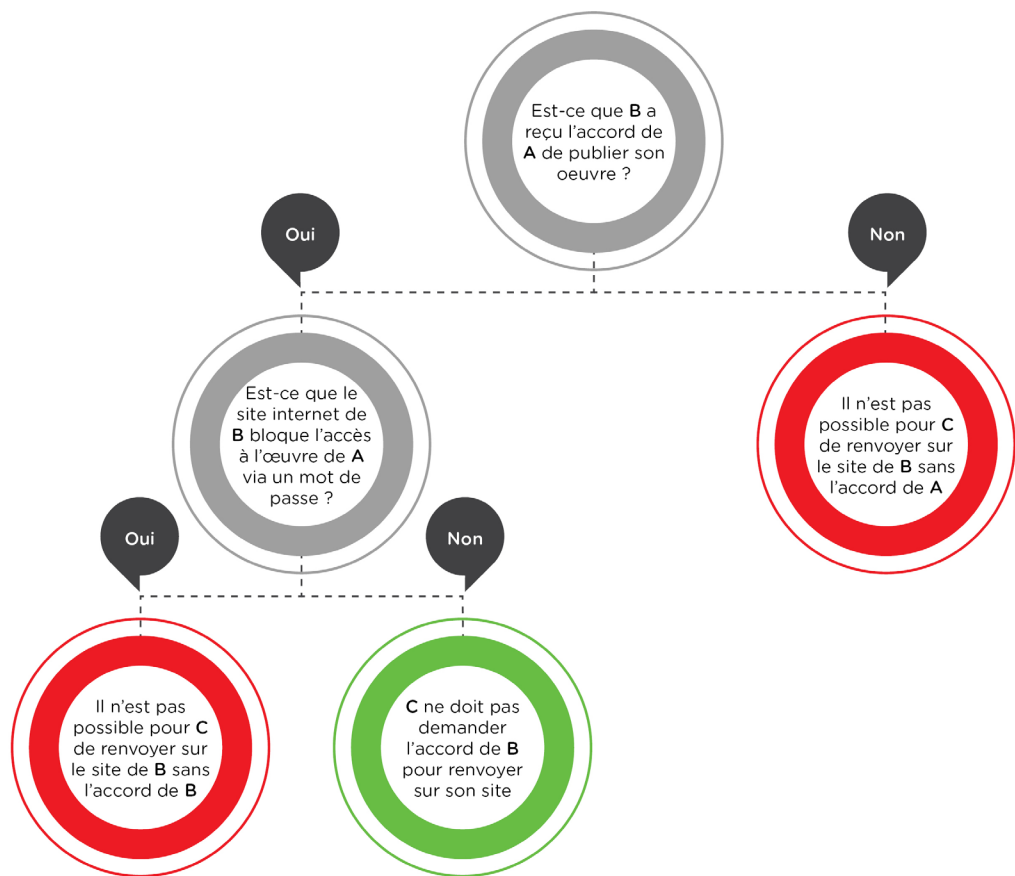 Est-ce que B a
reçu l'accord de
A de publier son
oeuvre ?
Oui
Non
Est-ce que le
site internet de
B bloque l'accès
à l'œuvre de A
via un mot de
passe ?
Il n'est pas
possible pour C
de renvoyer sur
le site de B sans
l'accord de A
Oui
Non
Il n'est pas
possible pour C
de renvoyer sur
le site de B sans
l'accord de B
C ne doit pas
demander
l'accord de B
pour renvoyer
sur son site